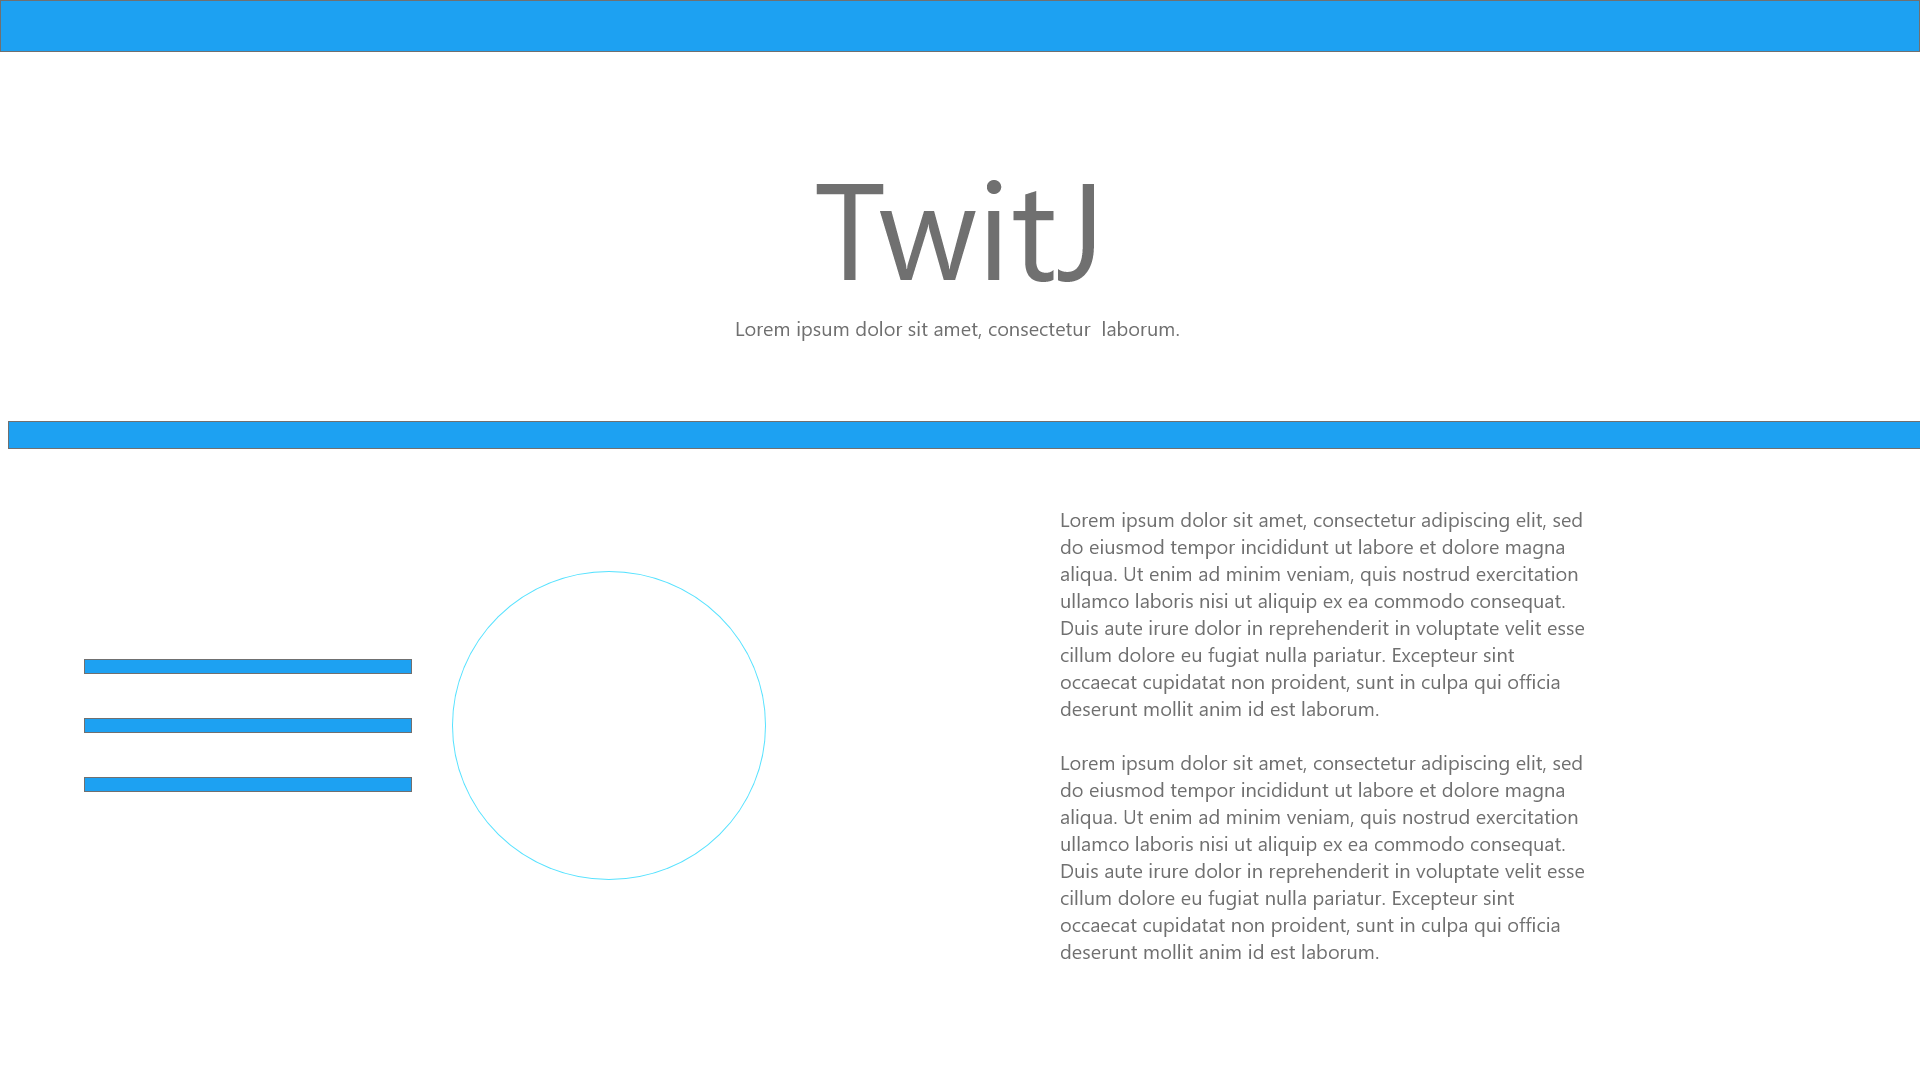 TwitJ
Lorem ipsum dolor sit amet, consectetur  laborum.
Lorem ipsum dolor sit amet, consectetur adipiscing elit, sed
do eiusmod tempor incididunt ut labore et dolore magna
aliqua. Ut enim ad minim veniam, quis nostrud exercitation
ullamco laboris nisi ut aliquip ex ea commodo consequat.
Duis aute irure dolor in reprehenderit in voluptate velit esse
cillum dolore eu fugiat nulla pariatur. Excepteur sint
occaecat cupidatat non proident, sunt in culpa qui officia
deserunt mollit anim id est laborum.
Lorem ipsum dolor sit amet, consectetur adipiscing elit, sed
do eiusmod tempor incididunt ut labore et dolore magna
aliqua. Ut enim ad minim veniam, quis nostrud exercitation
ullamco laboris nisi ut aliquip ex ea commodo consequat.
Duis aute irure dolor in reprehenderit in voluptate velit esse
cillum dolore eu fugiat nulla pariatur. Excepteur sint
occaecat cupidatat non proident, sunt in culpa qui officia
deserunt mollit anim id est laborum.